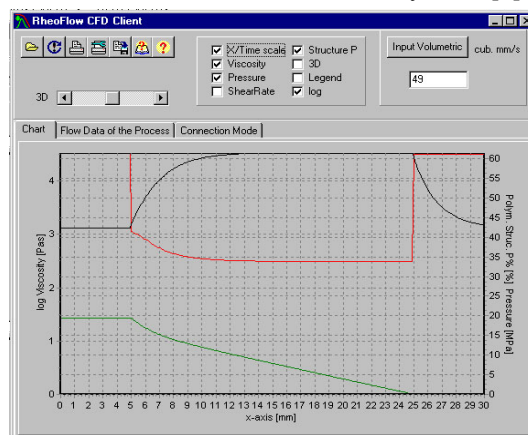 RheoFlow CFD Client
X/Time scale
Structure P
Viscosity
3D
Pressure
Legend
ShearRate
log
Input Volumetric
cub. mm/s
49
3D
Chart
Flow Data of the Process
Connection Mode
log Viscosity [Pas]
4
3
2
1
0
60
55
50
45
40
35
30
25
20
15
10
5
0
Polym. Struc. P% [%] Pressure [MPa]
0 1 2 3 4 5 6 7 8 9 10 11 12 13 14 15 16 17 18 19 20 21 22 23 24 25 26 27 28 29 30
x-axis [mm]